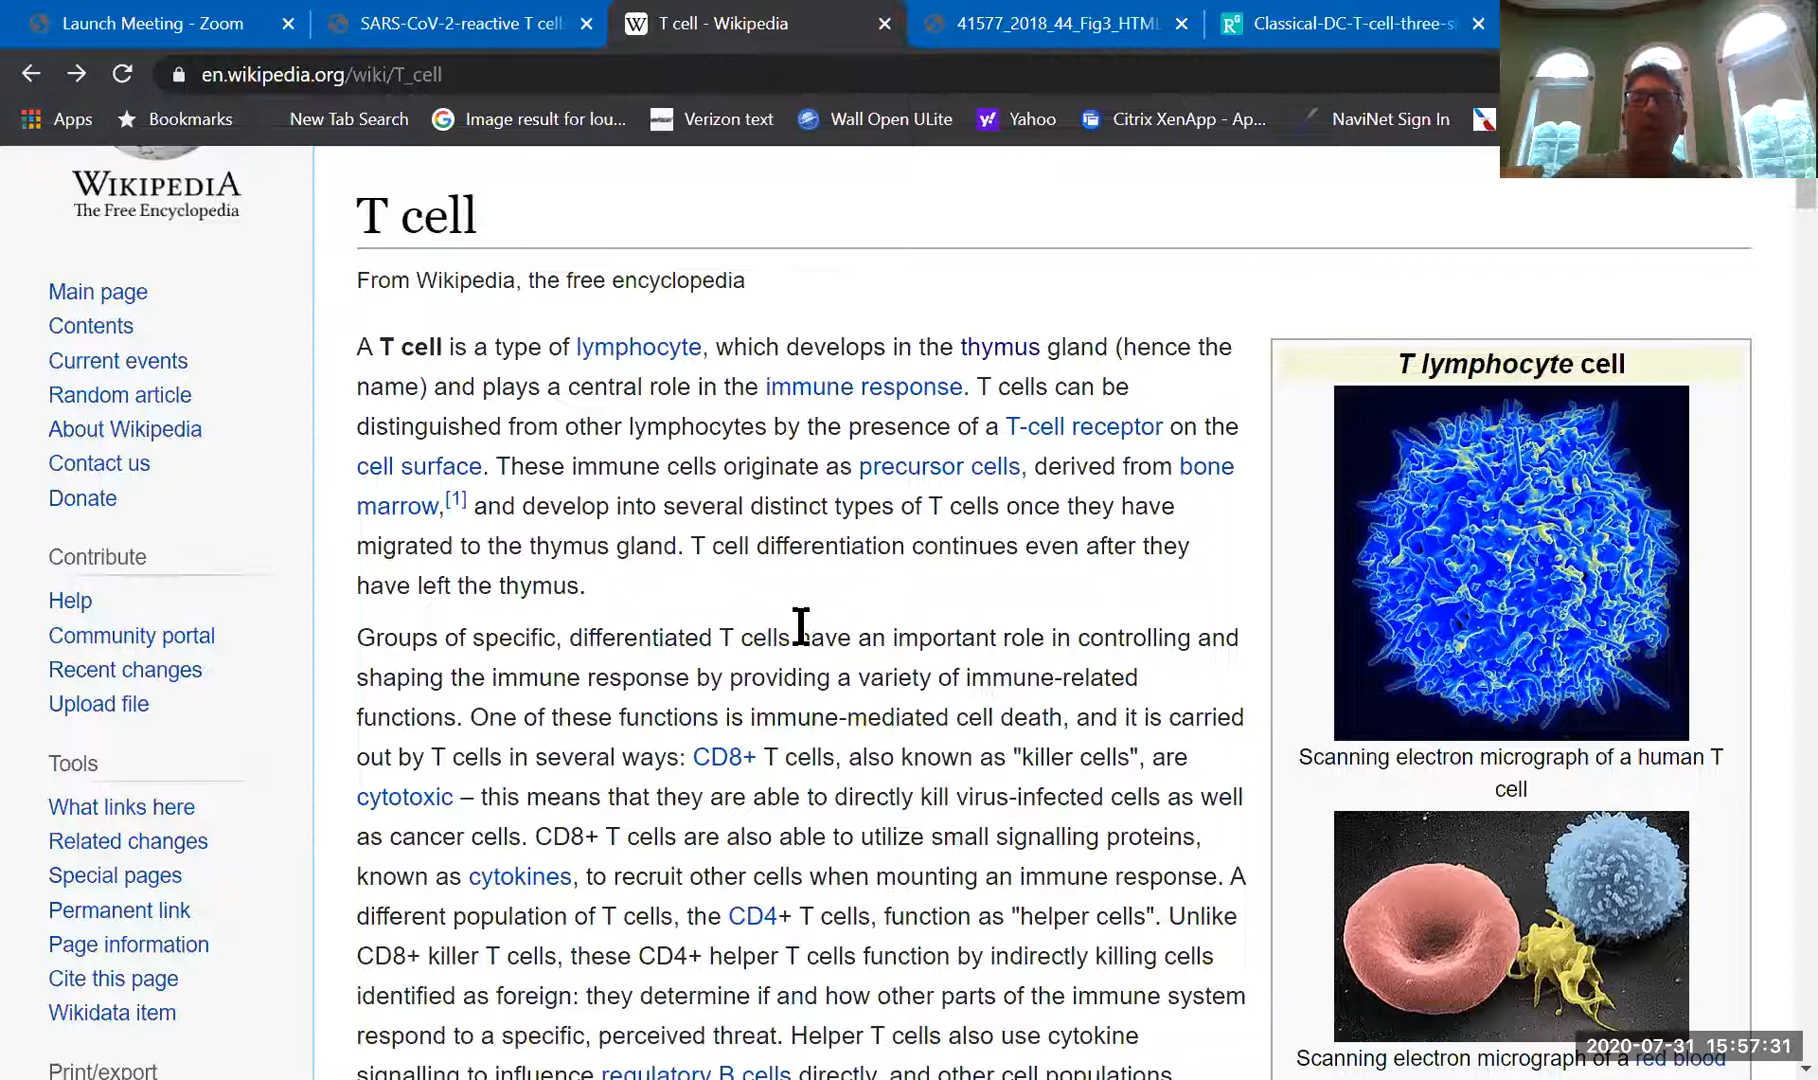 Launch Meeting - Zoom
SARS-CoV-2-reactive T cell
T cell - Wikipedia
41577_2018_44_Fig3_HTML
Classical-DC-T-cell-three-s
en.wikipedia.org/wiki/T_cell
Apps
Bookmarks
New Tab Search
Image result for lou...
Verizon text
Wall Open ULite
Yahoo
Citrix XenApp - Ap...
NaviNet Sign In
WIKIPEDIA
The Free Encyclopedia
Main page
Contents
Current events
Random article
About Wikipedia
Contact us
Donate
Contribute
Help
Community portal
Recent changes
Upload file
Tools
What links here
Related changes
Special pages
Permanent link
Page information
Cite this page
Wikidata item
Print/export
T cell
From Wikipedia, the free encyclopedia
A T cell is a type of lymphocyte, which develops in the thymus gland (hence the
name) and plays a central role in the immune response. T cells can be
distinguished from other lymphocytes by the presence of a T-cell receptor on the
cell surface. These immune cells originate as precursor cells, derived from bone
marrow,[1] and develop into several distinct types of T cells once they have
migrated to the thymus gland. T cell differentiation continues even after they
have left the thymus.
Groups of specific, differentiated T cells have an important role in controlling and
shaping the immune response by providing a variety of immune-related
functions. One of these functions is immune-mediated cell death, and it is carried
out by T cells in several ways: CD8+ T cells, also known as "killer cells", are
cytotoxic – this means that they are able to directly kill virus-infected cells as well
as cancer cells. CD8+ T cells are also able to utilize small signalling proteins,
known as cytokines, to recruit other cells when mounting an immune response. A
different population of T cells, the CD4+ T cells, function as "helper cells". Unlike
CD8+ killer T cells, these CD4+ helper T cells function by indirectly killing cells
identified as foreign: they determine if and how other parts of the immune system
respond to a specific, perceived threat. Helper T cells also use cytokine
signalling to influence regulatory B cells directly, and other cell populations
T lymphocyte cell
Scanning electron micrograph of a human T
cell
Scanning electron micrograph of a red blood
2020-07-31 15:57:31